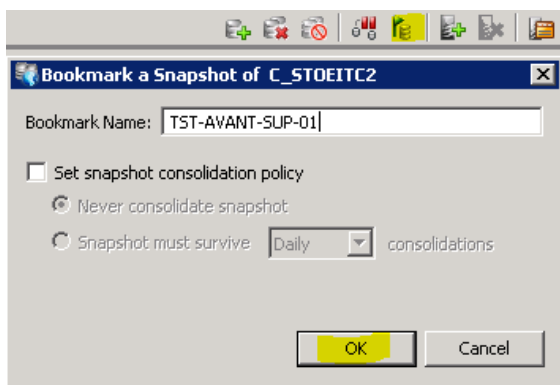 Bookmark a Snapshot of C_STOEITC2
Bookmark Name: TST-AVANT-SUP-01
Set snapshot consolidation policy
Never consolidate snapshot
Snapshot must survive Daily consolidations
OK Cancel